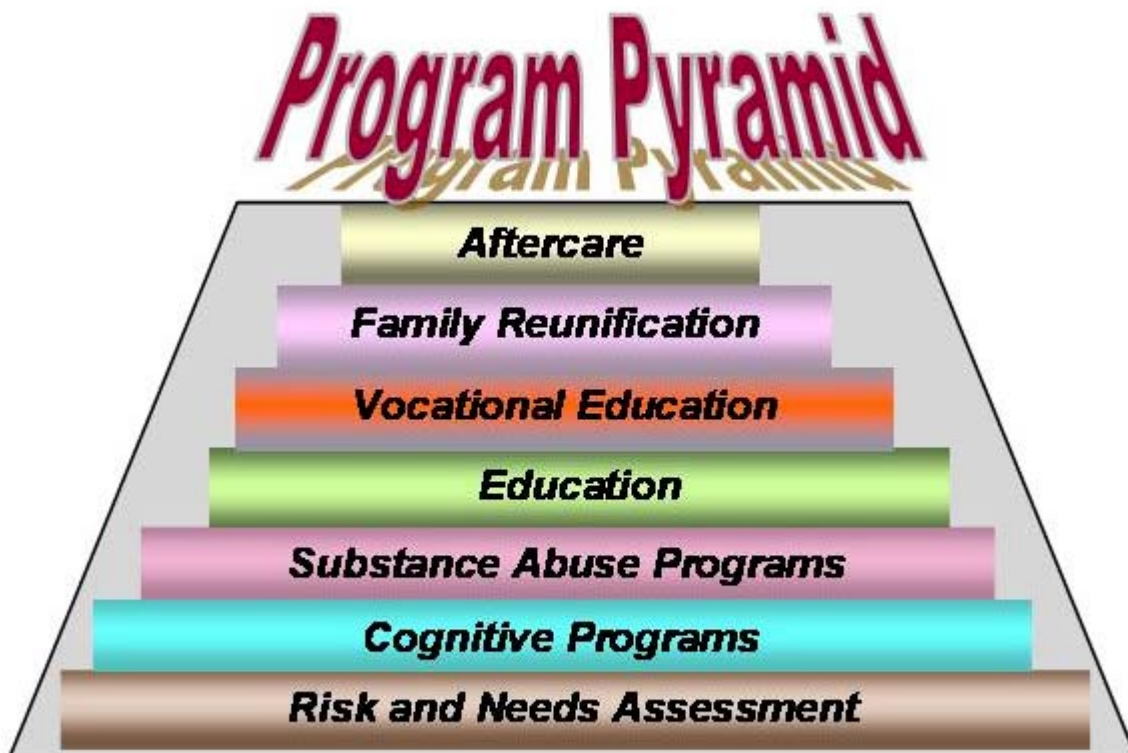 Program Pyramid
Aftercare
Family Reunification
Vocational Education
Education
Substance Abuse Programs
Cognitive Programs
Risk and Needs Assessment